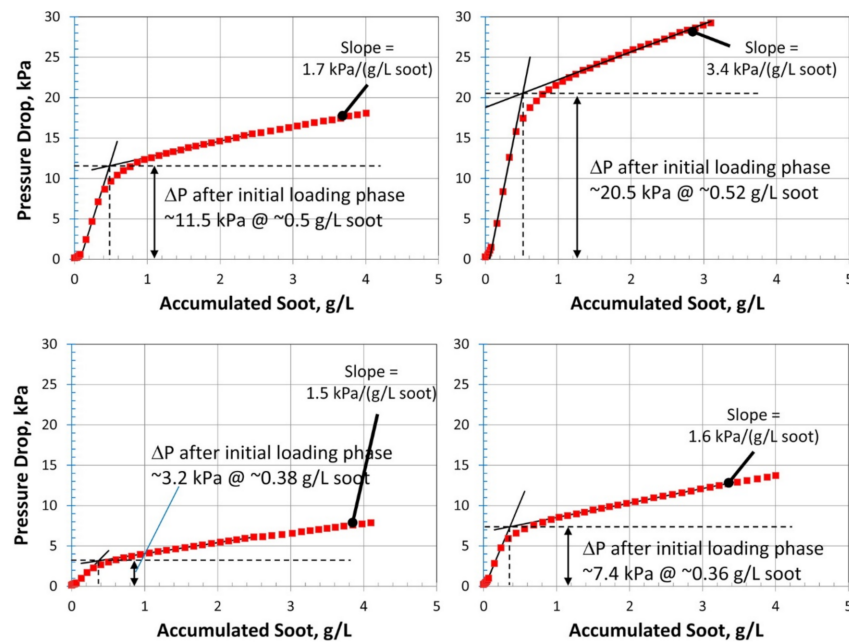 30
25
20
15
10
5
0
Pressure Drop, kPa
Slope =
1.7 kPa/(g/L soot)
ΔP after initial loading phase
~11.5 kPa @ ~0.5 g/L soot
0 1 2 3 4 5
Accumulated Soot, g/L
30
25
20
15
10
5
0
Slope =
3.4 kPa/(g/L soot)
ΔP after initial loading phase
~20.5 kPa @ ~0.52 g/L soot
0 1 2 3 4 5
Accumulated Soot, g/L
30
25
20
15
10
5
0
Pressure Drop, kPa
Slope =
1.5 kPa/(g/L soot)
ΔP after initial loading phase
~3.2 kPa @ ~0.38 g/L soot
0 1 2 3 4 5
Accumulated Soot, g/L
30
25
20
15
10
5
0
Slope =
1.6 kPa/(g/L soot)
ΔP after initial loading phase
~7.4 kPa @ ~0.36 g/L soot
0 1 2 3 4 5
Accumulated Soot, g/L